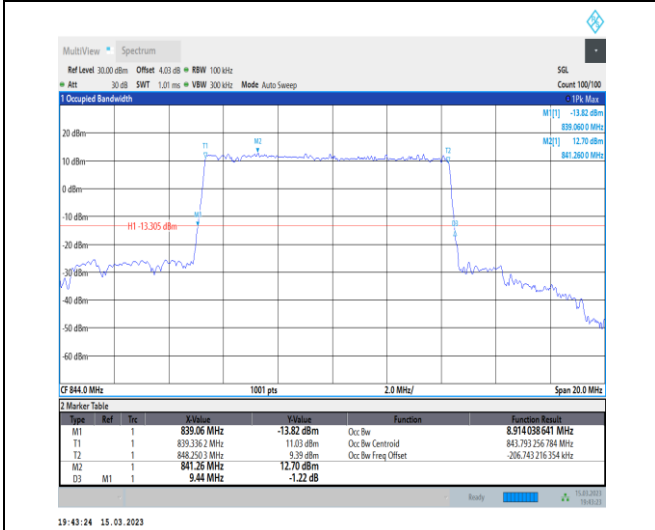 MultiView Spectrum
Ref Level 30.00 dBm Offset 4.03 dB RBW 100 kHz SGL
Att 30 dB SWT 1.01 ms VBW 300 kHz Mode Auto Sweep Count 100/100
1 Occupied Bandwidth 1Pk Max
M1[1] -13.82 dBm
839.060 0 MHz
M2[1] 12.70 dBm
841.260 0 MHz
20 dBm
T1 M2 T2
10 dBm
0 dBm
-10 dBm
M1
H1 -13.305 dBm
D3
-20 dBm
-30 dBm
-40 dBm
-50 dBm
-60 dBm
CF 844.0 MHz 1001 pts 2.0 MHz/ Span 20.0 MHz
2 Marker Table
Type Ref Trc X-Value Y-Value Function Function Result
M1 1 839.06 MHz -13.82 dBm Occ Bw 8.914 038 641 MHz
T1 1 839.336 2 MHz 11.03 dBm Occ Bw Centroid 843.793 256 784 MHz
T2 1 848.250 3 MHz 9.39 dBm Occ Bw Freq Offset -206.743 216 354 kHz
M2 1 841.26 MHz 12.70 dBm
D3 M1 1 9.44 MHz -1.22 dB
Ready 15.03.2023
19:43:23
19:43:24 15.03.2023